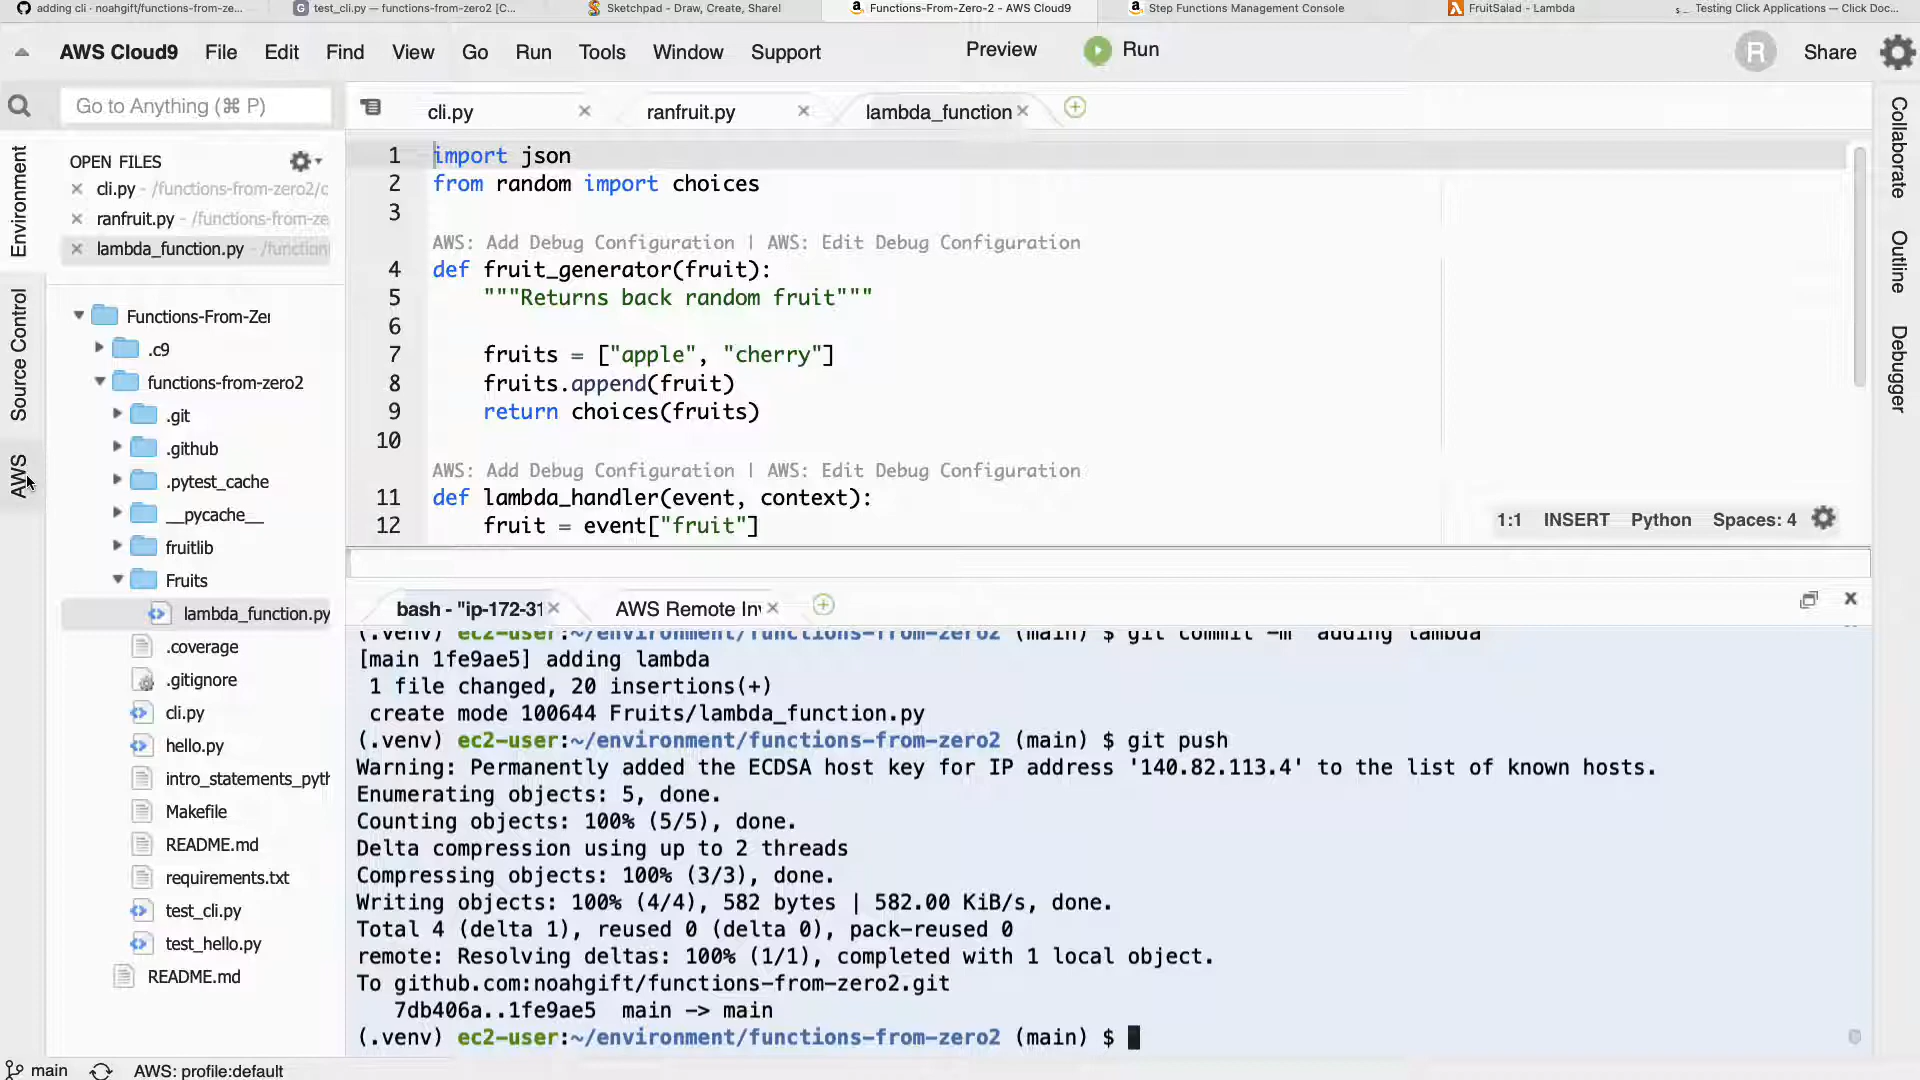 adding cli · noahgift/functions-from-ze...
test_cli.py — functions-from-zero2 [C...
Sketchpad - Draw, Create, Share!
Functions-From-Zero-2 - AWS Cloud9
Step Functions Management Console
FruitSalad - Lambda
Testing Click Applications — Click Doc...
AWS Cloud9 File Edit Find View Go Run Tools Window Support Preview Run R Share
Go to Anything (⌘ P)
cli.py
ranfruit.py
lambda_function
Environment
Source Control
AWS
OPEN FILES
cli.py - /functions-from-zero2/c
ranfruit.py - /functions-from-ze
lambda_function.py - /function
Functions-From-Zer
.c9
functions-from-zero2
.git
.github
.pytest_cache
__pycache__
fruitlib
Fruits
lambda_function.py
.coverage
.gitignore
cli.py
hello.py
intro_statements_pyth
Makefile
README.md
requirements.txt
test_cli.py
test_hello.py
README.md
1 import json
2 from random import choices
3
AWS: Add Debug Configuration | AWS: Edit Debug Configuration
4 def fruit_generator(fruit):
5 """Returns back random fruit"""
6
7 fruits = ["apple", "cherry"]
8 fruits.append(fruit)
9 return choices(fruits)
10
AWS: Add Debug Configuration | AWS: Edit Debug Configuration
11 def lambda_handler(event, context):
12 fruit = event["fruit"]
1:1 INSERT Python Spaces: 4
Collaborate
Outline
Debugger
bash - "ip-172-31
AWS Remote Inv
(.venv) ec2-user:~/environment/functions-from-zero2 (main) $ git commit -m "adding lambda
[main 1fe9ae5] adding lambda
1 file changed, 20 insertions(+)
create mode 100644 Fruits/lambda_function.py
(.venv) ec2-user:~/environment/functions-from-zero2 (main) $ git push
Warning: Permanently added the ECDSA host key for IP address '140.82.113.4' to the list of known hosts.
Enumerating objects: 5, done.
Counting objects: 100% (5/5), done.
Delta compression using up to 2 threads
Compressing objects: 100% (3/3), done.
Writing objects: 100% (4/4), 582 bytes | 582.00 KiB/s, done.
Total 4 (delta 1), reused 0 (delta 0), pack-reused 0
remote: Resolving deltas: 100% (1/1), completed with 1 local object.
To github.com:noahgift/functions-from-zero2.git
7db406a..1fe9ae5 main -> main
(.venv) ec2-user:~/environment/functions-from-zero2 (main) $
main AWS: profile:default